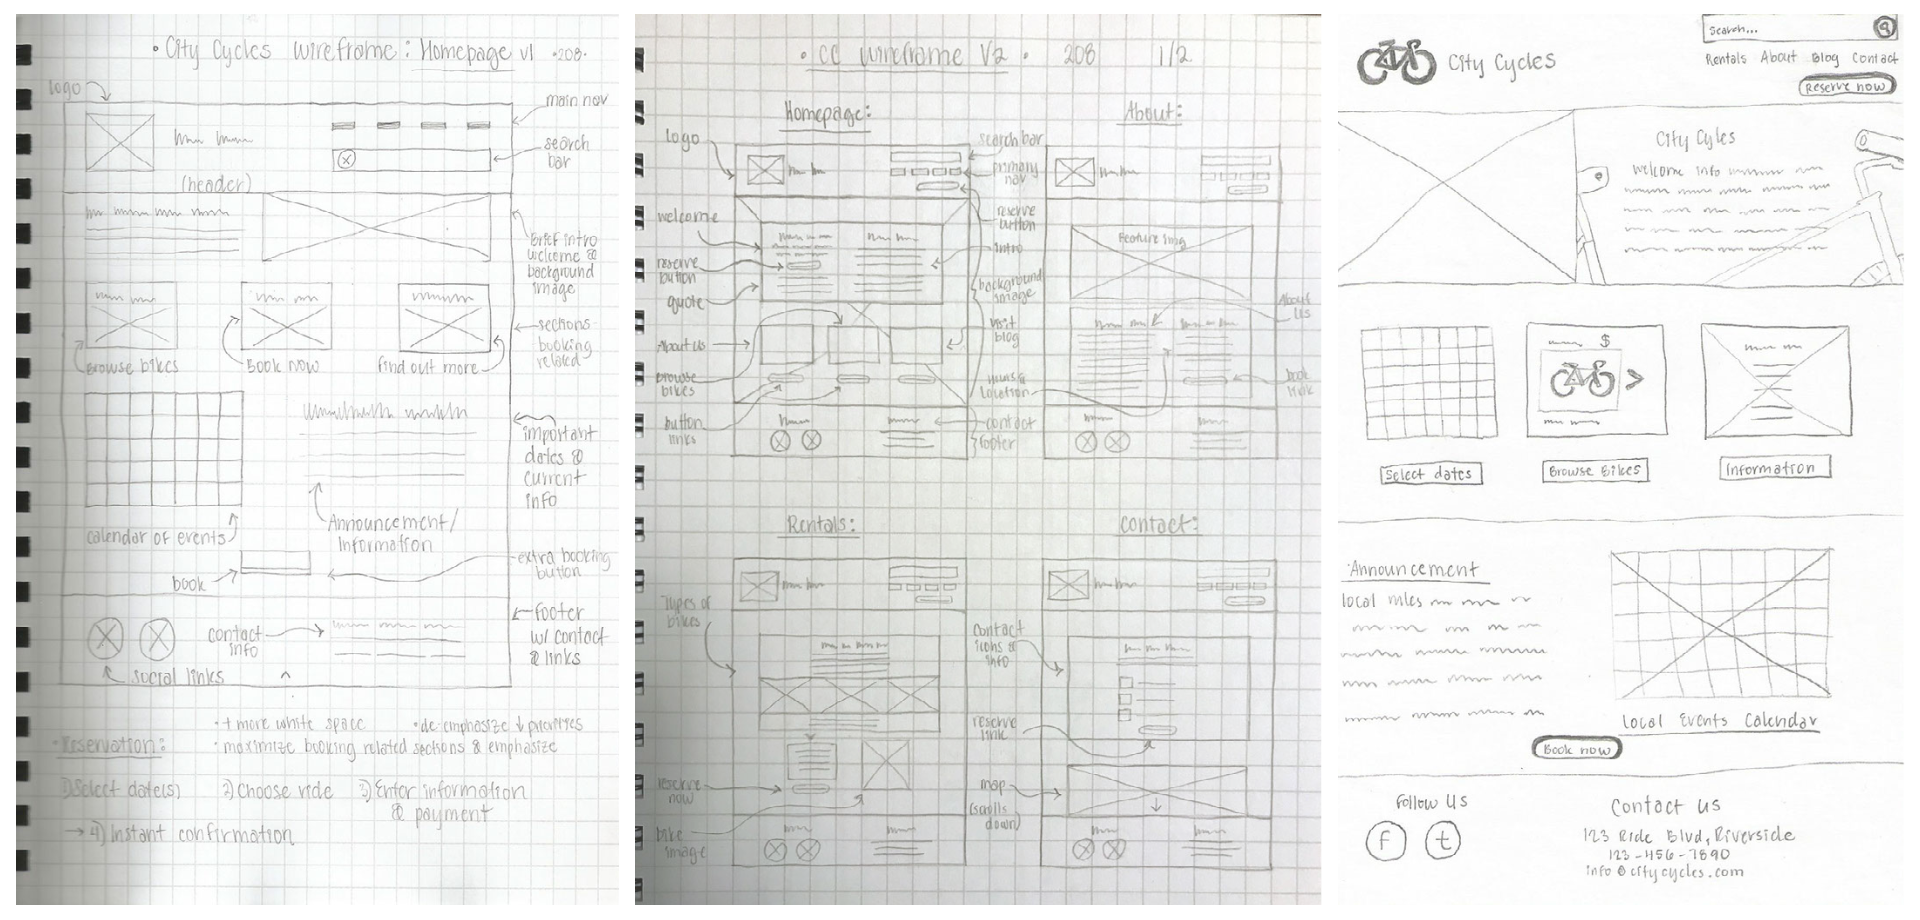 • City Cycles wireframe: Homepage v1 •208•
logo
main nav
search
bar
(header)
Brief intro
welcome &
background
image
Browse bikes
Book now
find out more
sections
booking
related
calendar of events
Announcement/
Information
important
dates &
current
info
book
extra booking
button
social links
contact
info
footer
w/ contact
& links
• + more white space
• de-emphasize ↓ priorities
• maximize booking related sections & emphasize
• Reservation:
1) Select date(s) 2) Choose ride 3) Enter information
& payment
→ 4) Instant confirmation
• CC wireframe V2 • 208 1/2
Homepage:
logo
search bar
primary
nav
reserve
button
welcome
intro
reserve
button
quote
background
image
About us
visit
blog
Browse
bikes
button
links
contact
footer
About:
Feature img
About
Us
hours &
location
book
link
Rentals:
Types of
bikes
reserve
now
bike
image
Contact:
contact
icons &
info
reserve
link
map
(scrolls
down)
Search...
City Cycles
Rentals About Blog Contact
Reserve now
City Cyles
welcome info
$
>
Select dates
Browse Bikes
Information
Announcement
local rules
Local Events Calendar
Book now
Follow Us
f t
Contact us
123 Ride Blvd, Riverside
123-456-7890
info@citycycles.com